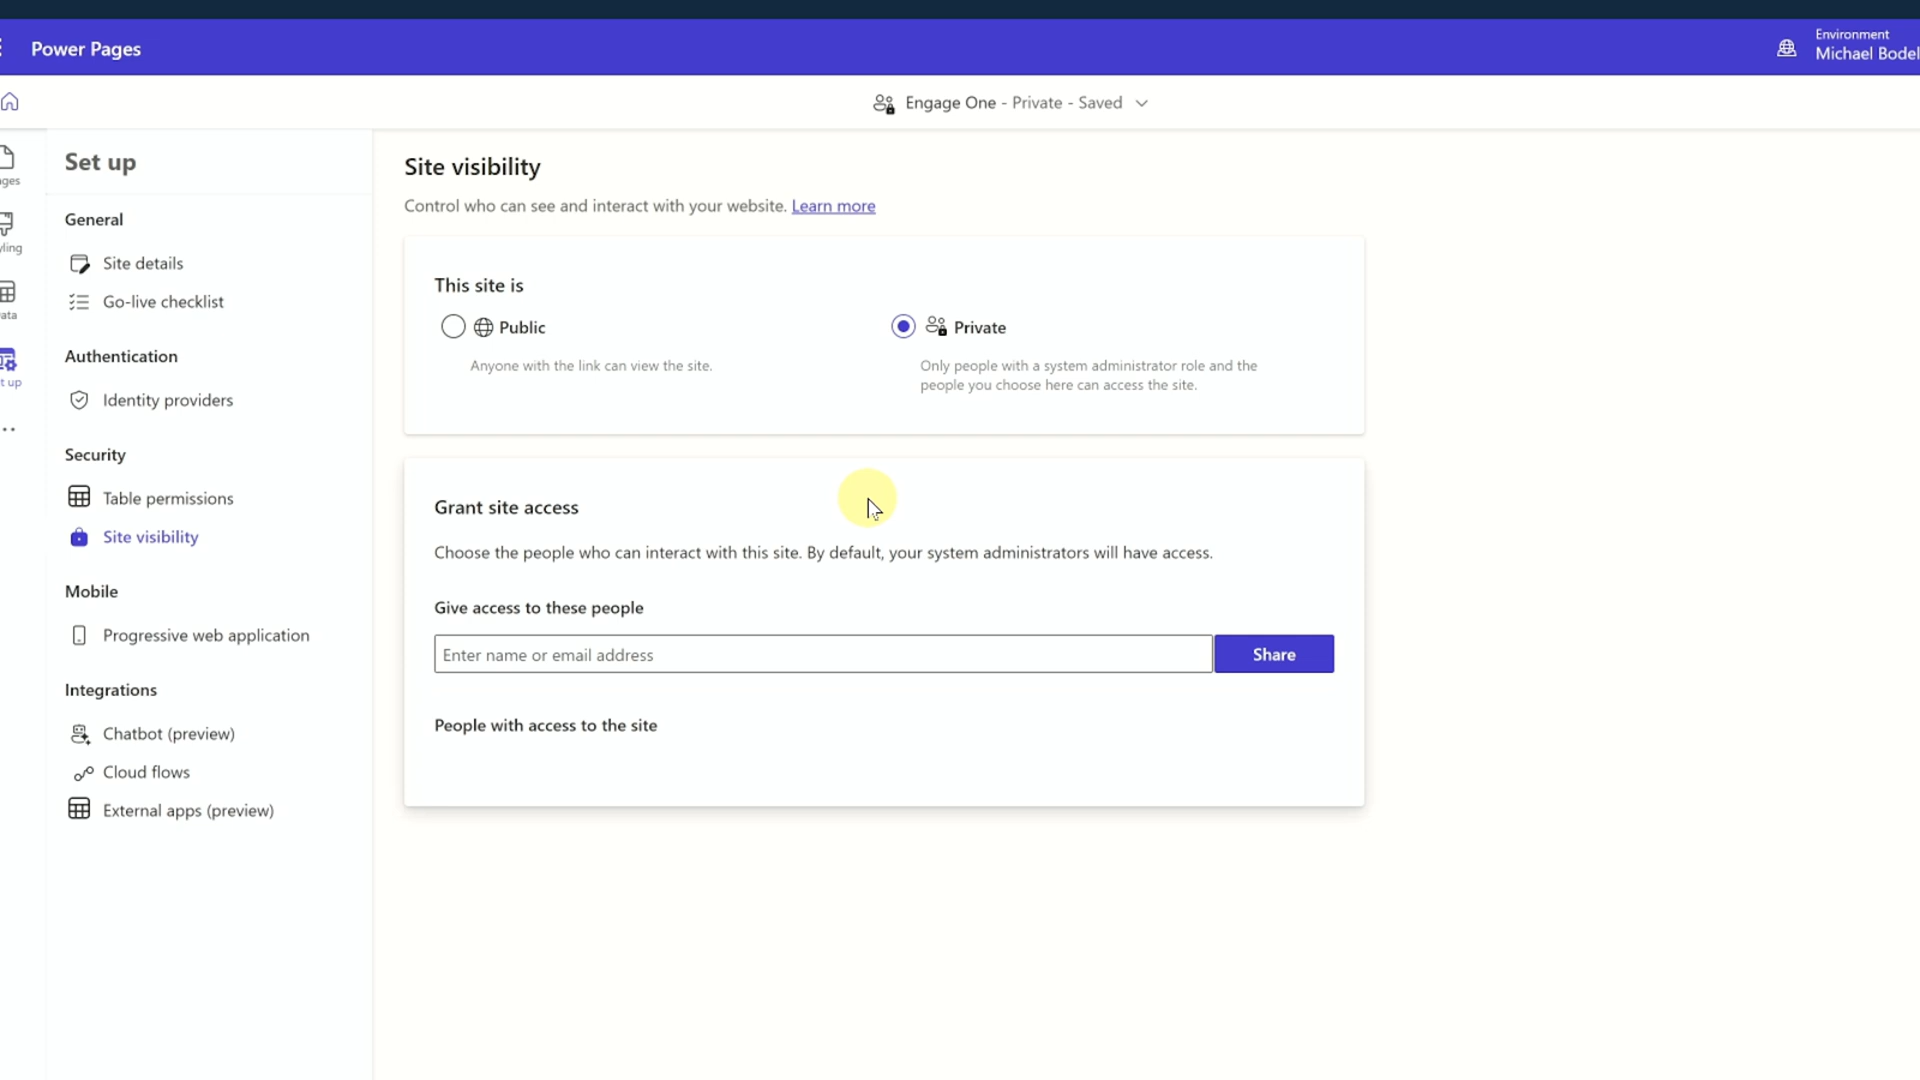 Power Pages
Environment
Michael Bodel
Engage One - Private - Saved
Set up
General
Site details
Go-live checklist
Authentication
Identity providers
Security
Table permissions
Site visibility
Mobile
Progressive web application
Integrations
Chatbot (preview)
Cloud flows
External apps (preview)
Site visibility
Control who can see and interact with your website. Learn more
This site is
Public
Anyone with the link can view the site.
Private
Only people with a system administrator role and the
people you choose here can access the site.
Grant site access
Choose the people who can interact with this site. By default, your system administrators will have access.
Give access to these people
Enter name or email address
Share
People with access to the site